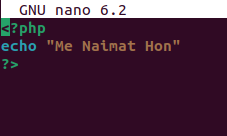 GNU nano 6.2
<?php
echo "Me Naimat Hon"
?>